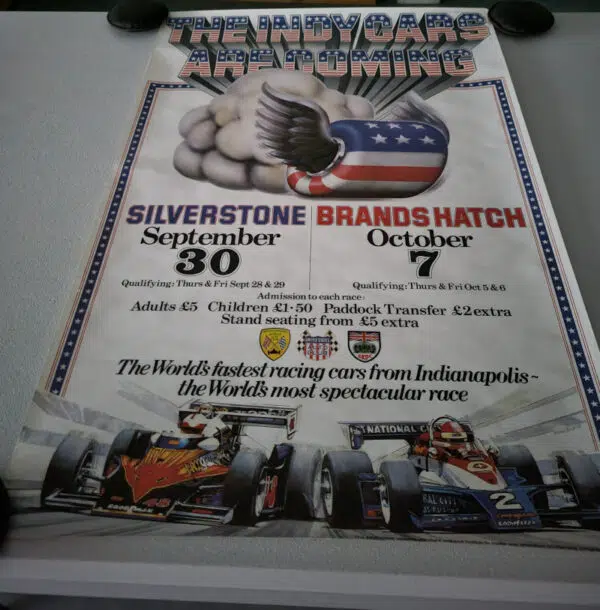 THE INDY CARS
ARE COMING
SILVERSTONE
September
30
Qualifying: Thurs & Fri Sept 28 & 29
BRANDS HATCH
October
7
Qualifying: Thurs & Fri Oct 5 & 6
Admission to each race:
Adults £5 Children £1·50 Paddock Transfer £2 extra
Stand seating from £5 extra
The World's fastest racing cars from Indianapolis~
the World's most spectacular race
NATIONAL
2
GOODYEAR